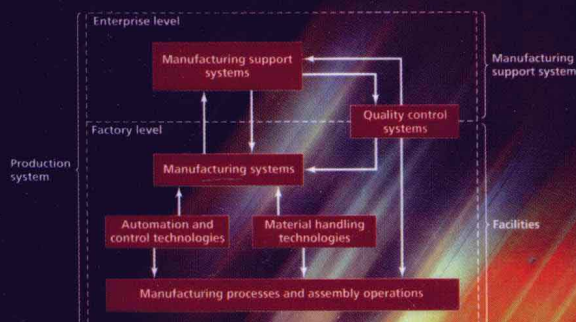 Enterprise level
Manufacturing support
systems
Manufacturing
support system
Quality control
systems
Factory level
Production
system
Manufacturing systems
Automation and
control technologies
Material handling
technologies
Facilities
Manufacturing processes and assembly operations